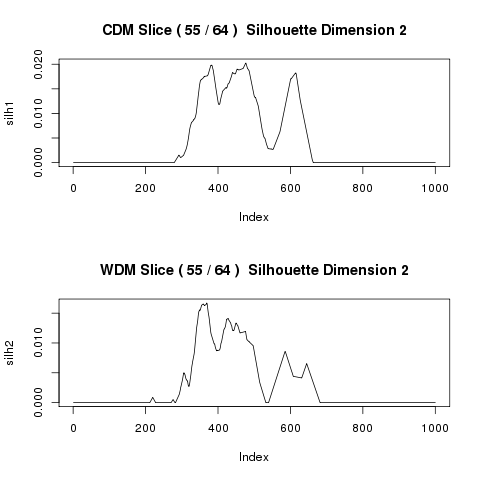 CDM Slice ( 55 / 64 )  Silhouette Dimension 2
silh1
0.020
0.010
0.000
0 200 400 600 800 1000
Index
WDM Slice ( 55 / 64 )  Silhouette Dimension 2
silh2
0.010
0.000
0 200 400 600 800 1000
Index